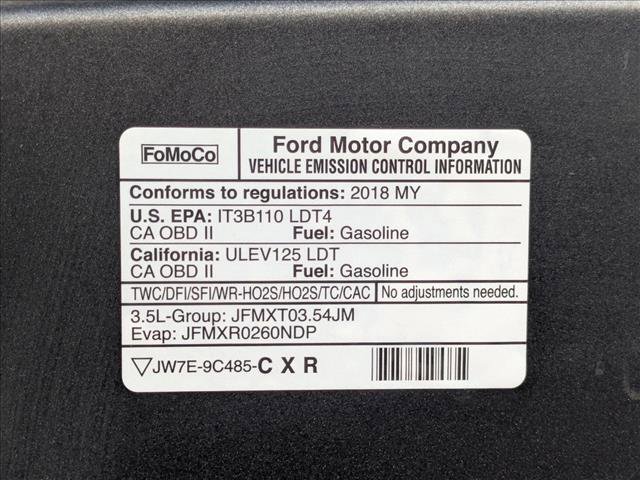 FoMoCo
Ford Motor Company
VEHICLE EMISSION CONTROL INFORMATION
Conforms to regulations: 2018 MY
U.S. EPA: IT3B110 LDT4
CA OBD II Fuel: Gasoline
California: ULEV125 LDT
CA OBD II Fuel: Gasoline
TWC/DFI/SFI/WR-HO2S/HO2S/TC/CAC No adjustments needed.
3.5L-Group: JFMXT03.54JM
Evap: JFMXR0260NDP
JW7E-9C485-C X R